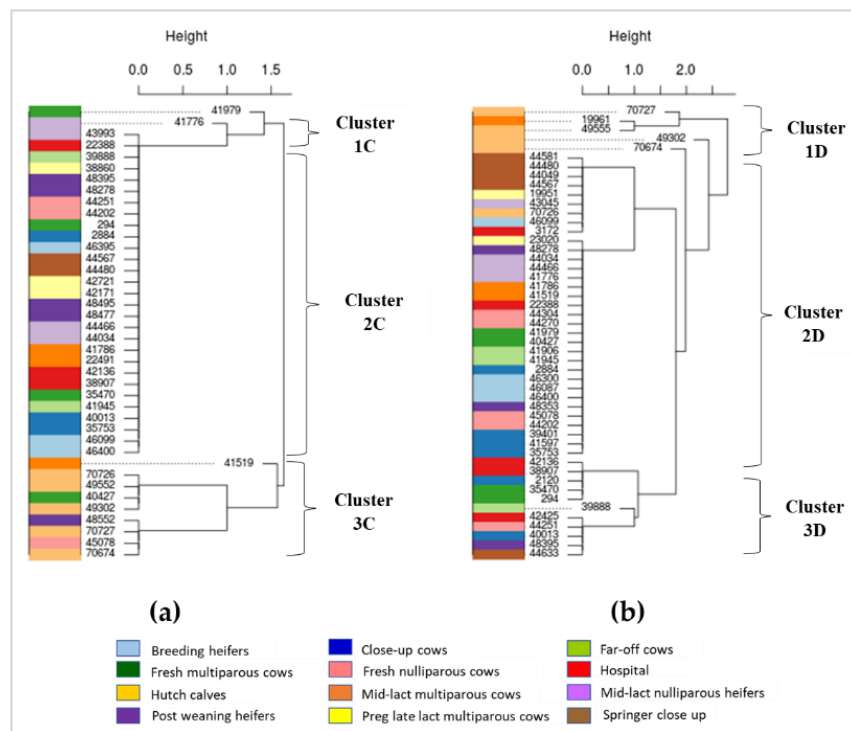 Height
0.0 0.5 1.0 1.5
41979
41776
43993
22388
39888
38860
48395
48278
44251
44202
294
2884
46395
44567
44480
42721
42171
48495
48477
44466
44034
41786
22491
42136
38907
35470
41945
40013
35753
46099
46400
41519
70726
49552
40427
49302
48552
70727
45078
70674
Cluster
1C
Cluster
2C
Cluster
3C
(a)
Height
0.0 1.0 2.0
70727
19961
49555
49302
70674
44581
44480
44049
44567
19951
43045
70726
46099
3172
23020
48278
44034
44466
41776
41786
41519
22388
44304
44270
41979
40427
41906
41945
2884
46300
46087
46400
48353
45078
44202
39401
41597
35753
42136
38907
2120
35470
294
39888
42425
44251
40013
48395
44633
Cluster
1D
Cluster
2D
Cluster
3D
(b)
Breeding heifers
Close-up cows
Far-off cows
Fresh multiparous cows
Fresh nulliparous cows
Hospital
Hutch calves
Mid-lact multiparous cows
Mid-lact nulliparous heifers
Post weaning heifers
Preg late lact multiparous cows
Springer close up